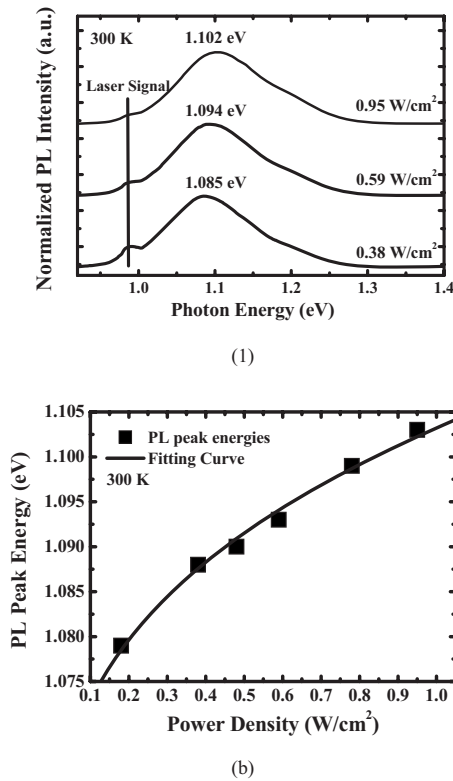 Normalized PL Intensity (a.u.)
300 K
1.102 eV
Laser Signal
0.95 W/cm²
1.094 eV
0.59 W/cm²
1.085 eV
0.38 W/cm²
1.0 1.1 1.2 1.3 1.4
Photon Energy (eV)
(1)
PL Peak Energy (eV)
1.105
1.100
1.095
1.090
1.085
1.080
1.075
PL peak energies
Fitting Curve
300 K
0.1 0.2 0.3 0.4 0.5 0.6 0.7 0.8 0.9 1.0
Power Density (W/cm²)
(b)